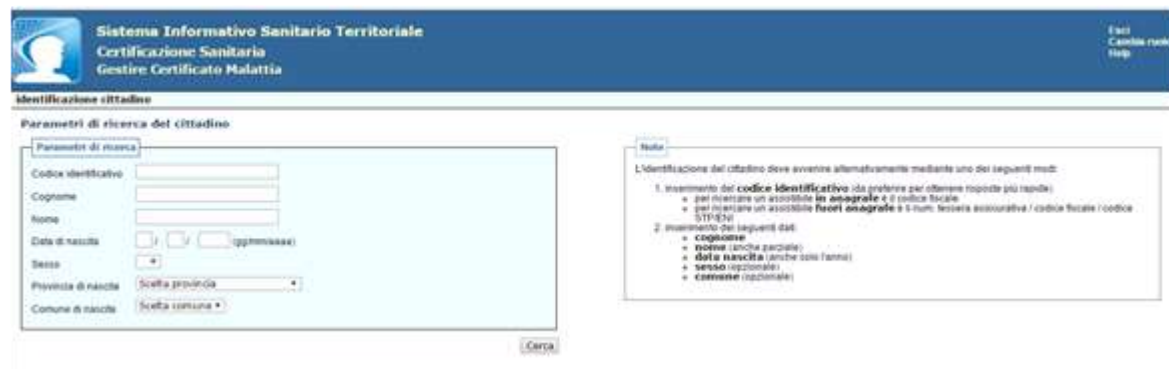 Sistema Informativo Sanitario Territoriale
Certificazione Sanitaria
Gestire Certificato Malattia
Esci
Cambia ruolo
Help
identificazione cittadino
Parametri di ricerca del cittadino
Parametri di ricerca
Codice identificativo
Cognome
Nome
Data di nascita / / (gg/mm/aaaa)
Sesso
Provincia di nascita Scelta provincia
Comune di nascita Scelta comune
Cerca
Note
L'identificazione del cittadino deve avvenire alternativamente mediante uno dei seguenti modi:
1. inserimento del codice identificativo (da preferire per ottenere risposte più rapide)
per ricercare un assistibile in anagrafe è il codice fiscale
per ricercare un assistibile fuori anagrafe è il num. tessera assicurativa / codice fiscale / codice
STP/ENI
2. inserimento dei seguenti dati:
cognome
nome (anche parziale)
data nascita (anche solo l'anno)
sesso (opzionale)
comune (opzionale)